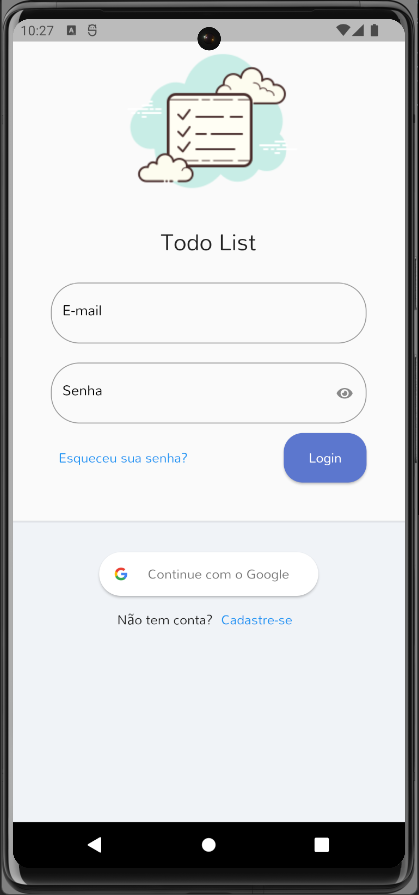 10:27
Todo List
E-mail
Senha
Esqueceu sua senha?
Login
Continue com o Google
Não tem conta? Cadastre-se